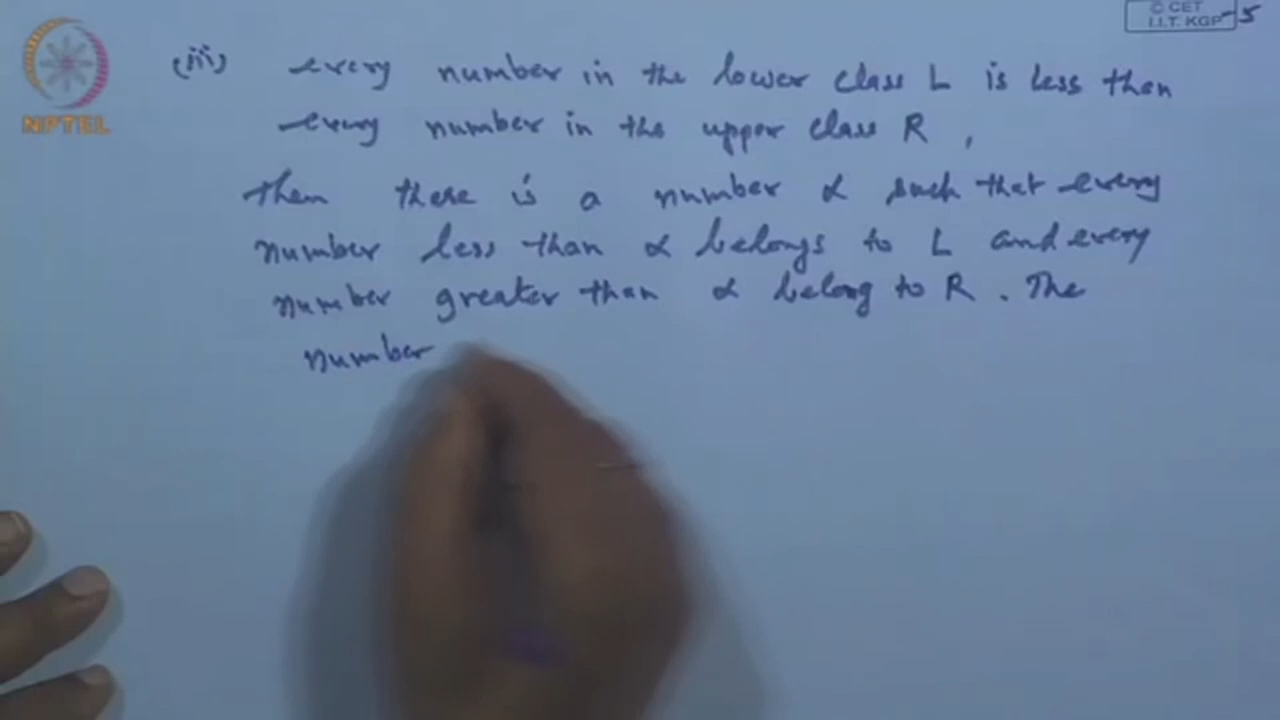 © CET
I.I.T. KGP
-5
NPTEL
(iii) every number in the lower class L is less than
every number in the upper class R ,
Then there is a number α such that every
number less than α belongs to L and every
number greater than α belong to R . The
number